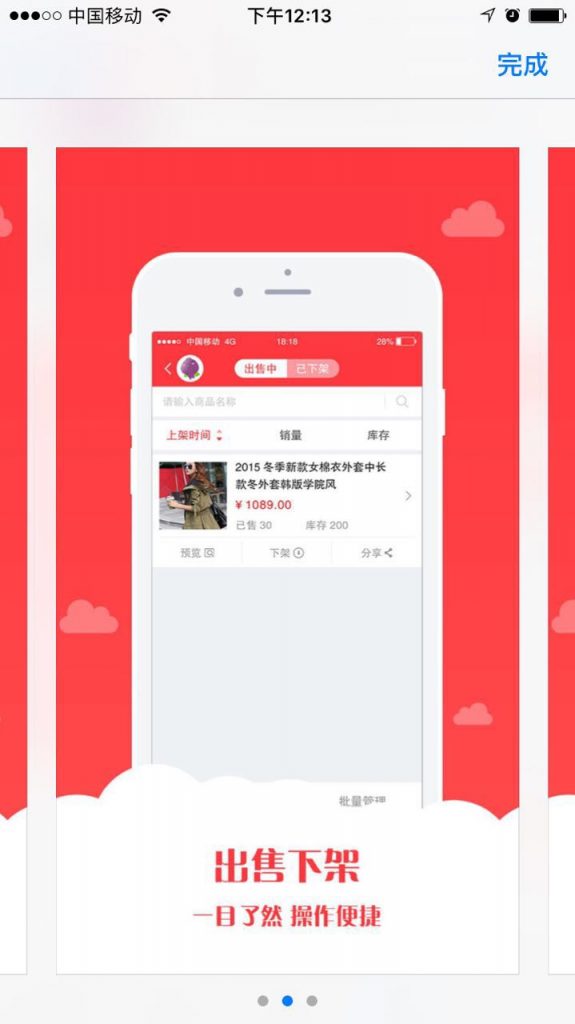 中国移动 下午12:13
完成
中国移动 4G 18:18 28%
出售中 已下架
请输入商品名称
上架时间 销量 库存
2015 冬季新款女棉衣外套中长
款冬外套韩版学院风
¥ 1089.00
已售 30 库存 200
预览 下架 分享
批量管理
出售下架
一目了然 操作便捷